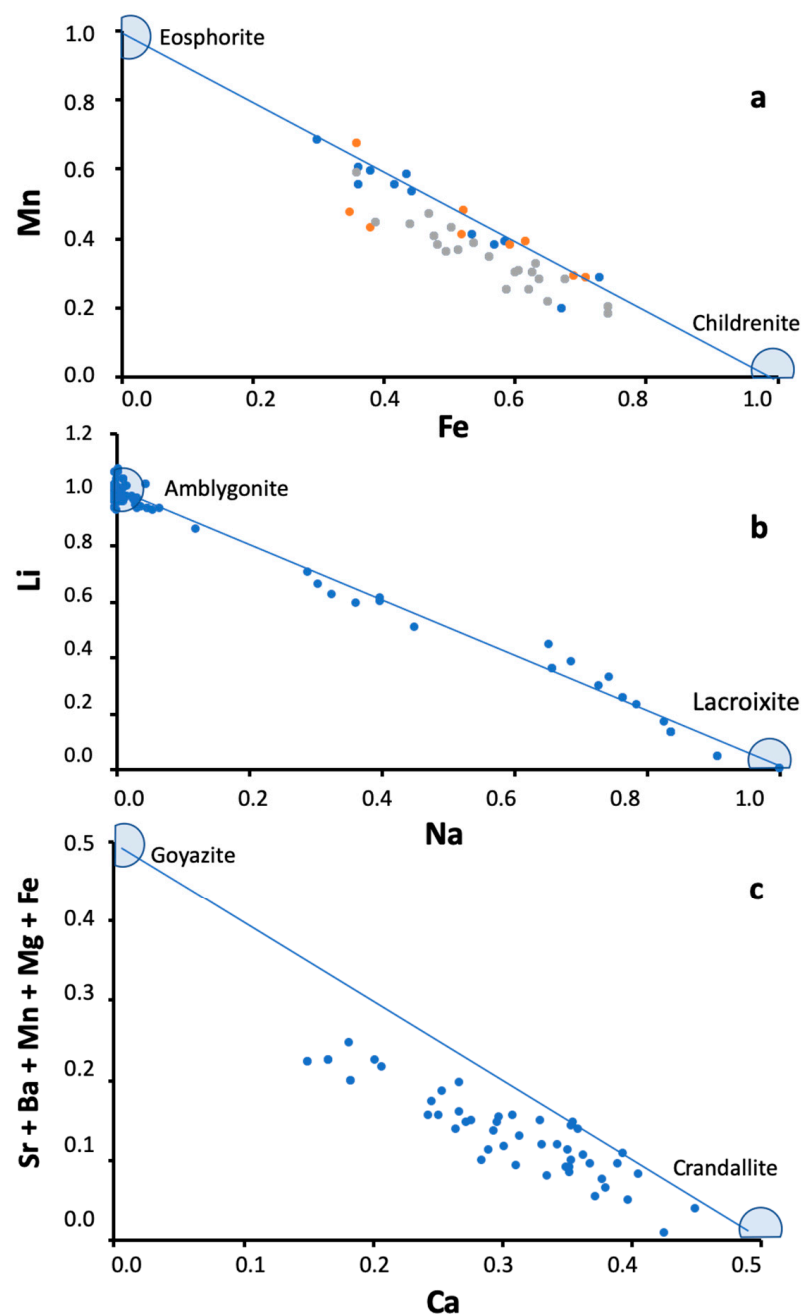 1.0
Eosphorite
a
0.8
0.6
Mn
0.4
0.2
Childrenite
0.0
0.0 0.2 0.4 0.6 0.8 1.0
Fe
1.2
1.0
Amblygonite
b
0.8
Li
0.6
0.4
0.2
Lacroixite
0.0
0.0 0.2 0.4 0.6 0.8 1.0
Na
0.5
Goyazite
c
0.4
0.3
Sr + Ba + Mn + Mg + Fe
0.2
0.1
Crandallite
0.0
0.0 0.1 0.2 0.3 0.4 0.5
Ca